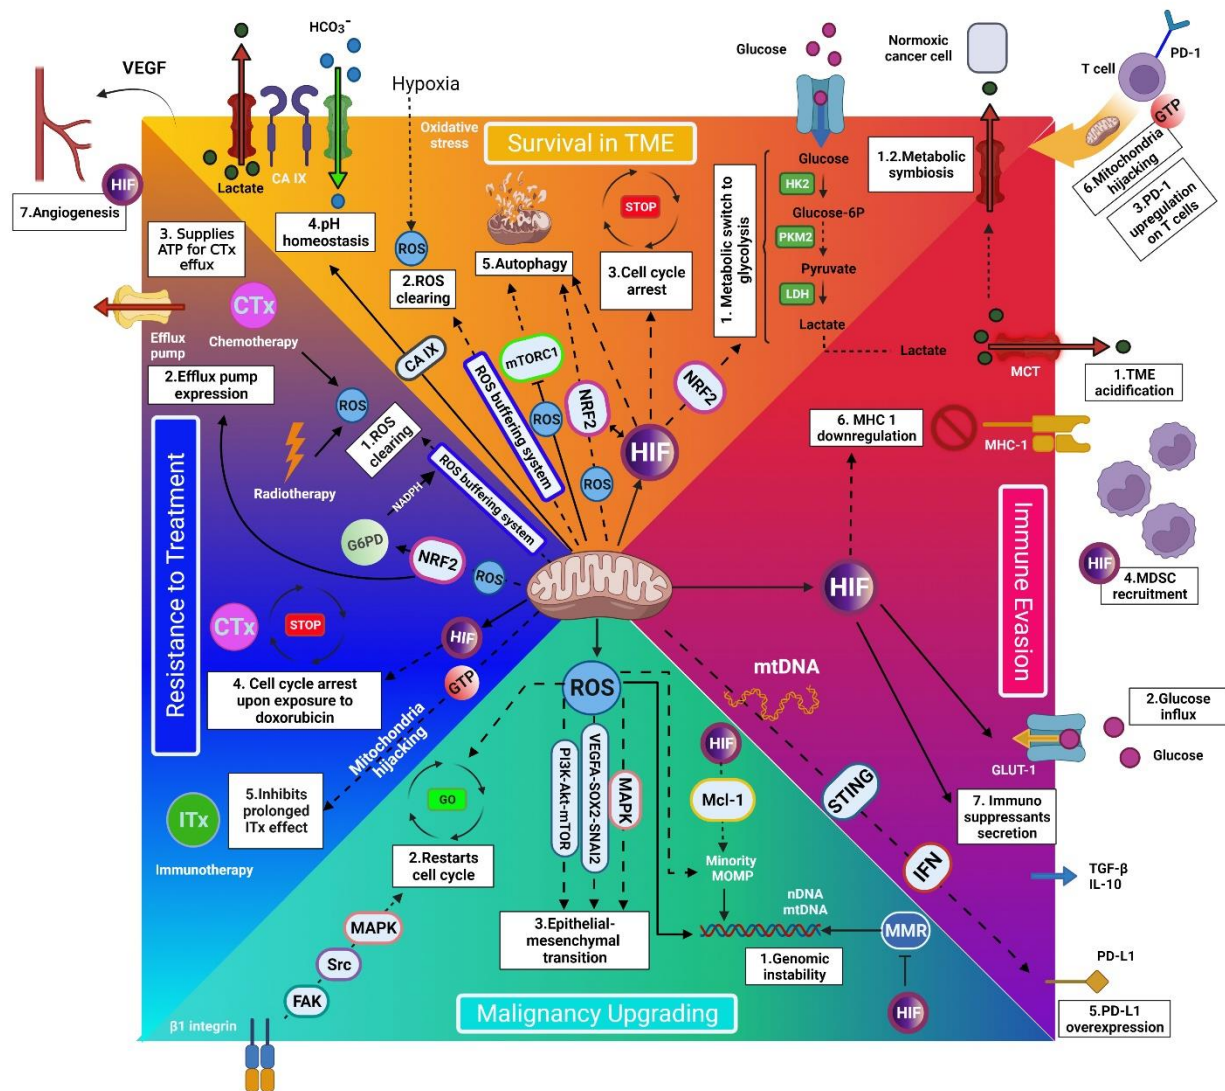 HCO3⁻
VEGF
Hypoxia
Oxidative
stress
Survival in TME
Lactate
CA IX
HIF
7.Angiogenesis
4.pH
homeostasis
ROS
2.ROS
clearing
5.Autophagy
STOP
3.Cell cycle
arrest
1. Metabolic switch to
glycolysis
Glucose
Glucose
HK2
Glucose-6P
PKM2
Pyruvate
LDH
Lactate
Lactate
CA IX
ROS buffering system
mTORC1
ROS
NRF2
ROS
HIF
NRF2
Normoxic
cancer cell
1.2.Metabolic
symbiosis
T cell
PD-1
GTP
6.Mitochondria
hijacking
3.PD-1
upregulation
on T cells
MCT
1.TME
acidification
6. MHC 1
downregulation
MHC-1
HIF
4.MDSC
recruitment
Immune Evasion
HIF
2.Glucose
influx
Glucose
GLUT-1
7. Immuno
suppressants
secretion
TGF-β
IL-10
mtDNA
STING
IFN
PD-L1
5.PD-L1
overexpression
3. Supplies
ATP for CTx
effux
CTx
Chemotherapy
Efflux
pump
2.Efflux pump
expression
ROS
1.ROS
clearing
Radiotherapy
ROS buffering system
NADPH
G6PD
NRF2
ROS
Resistance to Treatment
CTx
STOP
HIF
GTP
4. Cell cycle arrest
upon exposure to
doxorubicin
Mitochondria
hijacking
5.Inhibits
prolonged
ITx effect
ITx
Immunotherapy
ROS
GO
2.Restarts
cell cycle
MAPK
Src
FAK
β1 integrin
PI3K-Akt-mTOR
VEGFA-SOX2-SNAI2
MAPK
3.Epithelial-
mesenchymal
transition
HIF
Mcl-1
Minority
MOMP
nDNA
mtDNA
MMR
1.Genomic
instability
HIF
Malignancy Upgrading